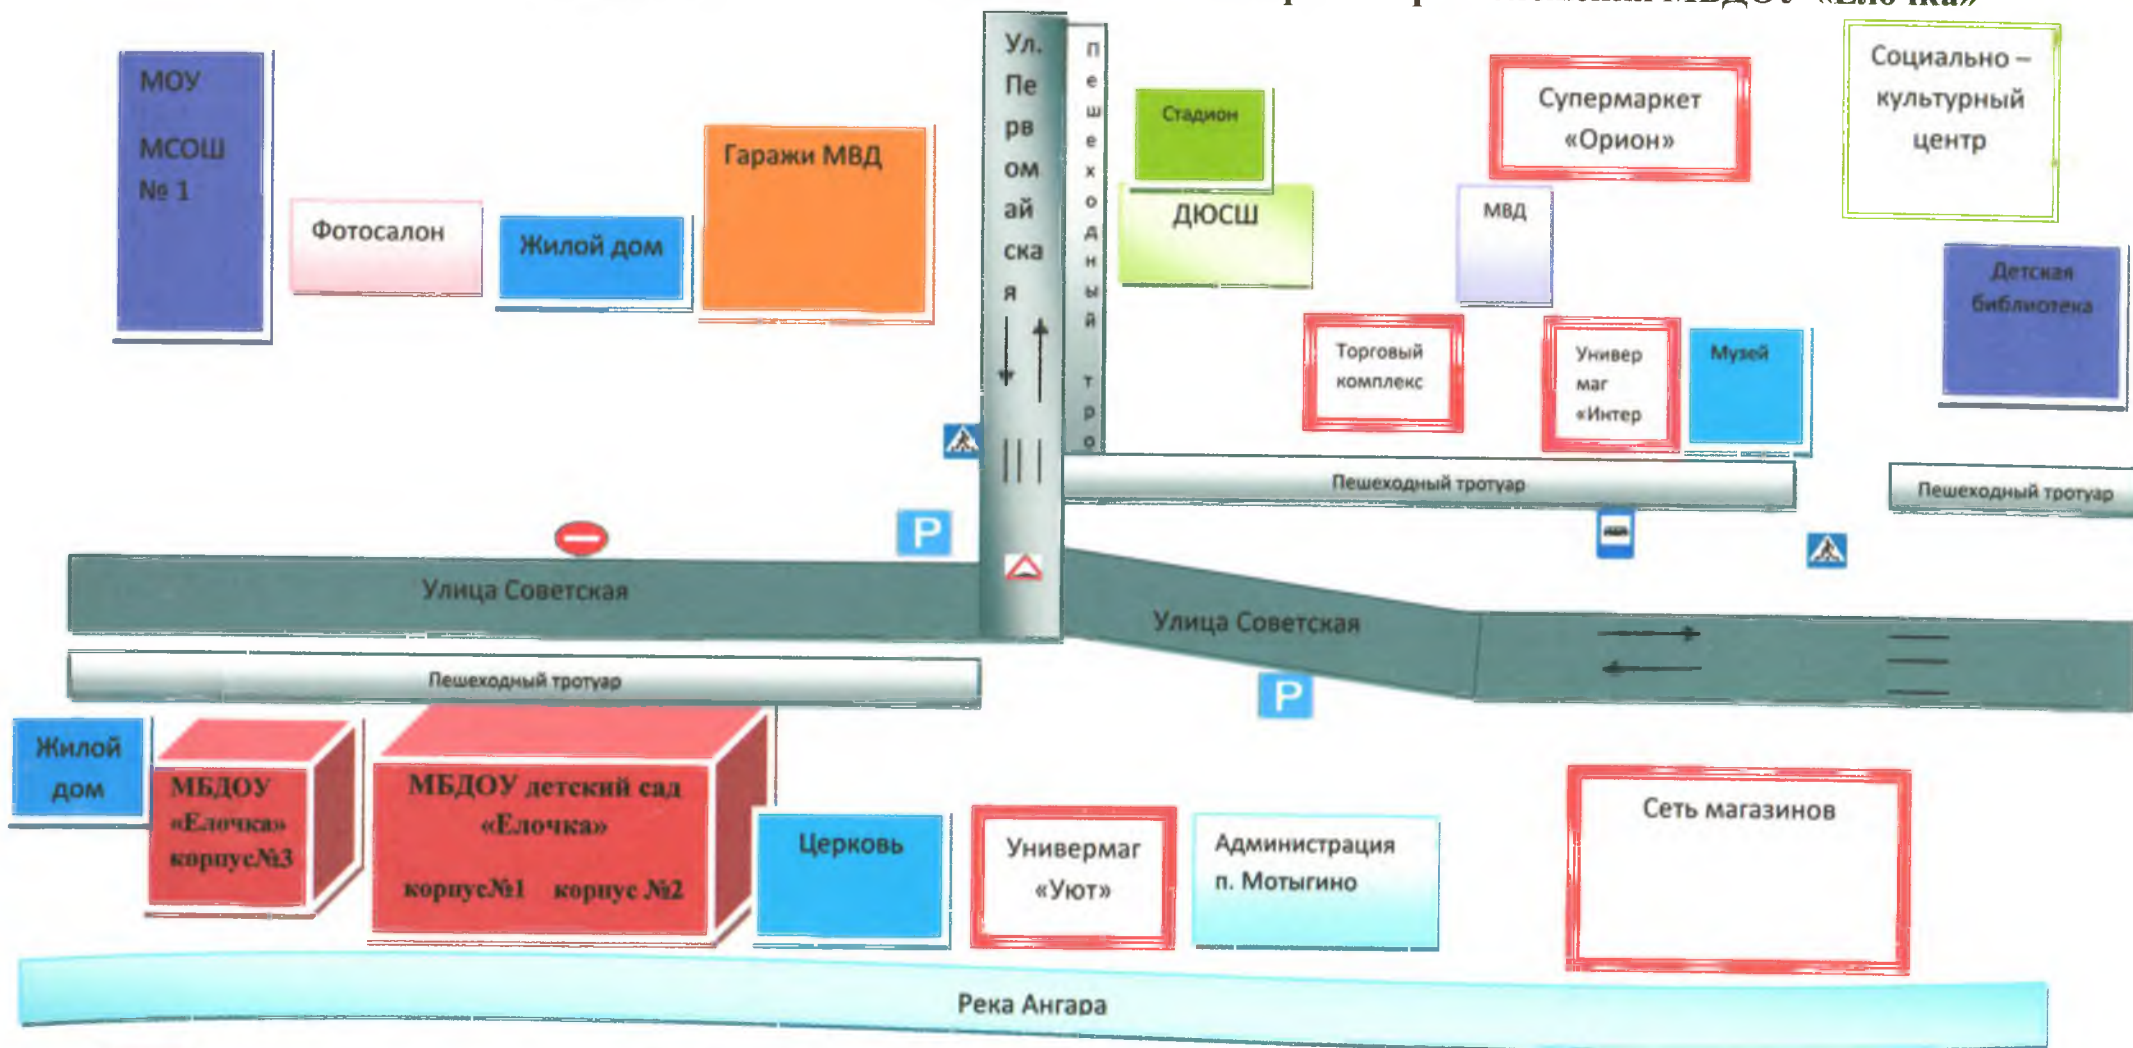 МБДОУ «Ёлочка»
МОУ
МСОШ
№ 1
Фотосалон
Жилой дом
Гаражи МВД
Ул.
Пе
рв
ом
ай
ска
я
П
е
ш
е
х
о
д
н
ы
й
т
р
о
Стадион
ДЮСШ
Супермаркет
«Орион»
МВД
Социально –
культурный
центр
Детская
библиотека
Торговый
комплекс
Универ
маг
«Интер
Музей
Пешеходный тротуар
Пешеходный тротуар
P
Улица Советская
Улица Советская
Пешеходный тротуар
P
Жилой
дом
МБДОУ
«Елочка»
корпус№3
МБДОУ детский сад
«Елочка»
корпус№1 корпус №2
Церковь
Универмаг
«Уют»
Администрация
п. Мотыгино
Сеть магазинов
Река Ангара